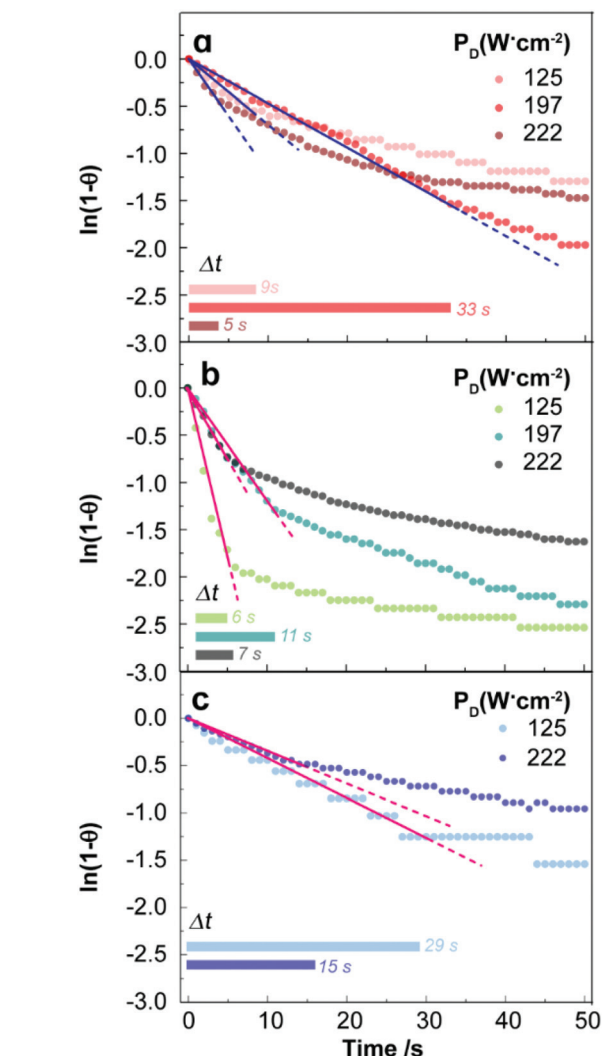 a
P_D(W·cm⁻²)
125
197
222
0.0
-0.5
-1.0
-1.5
-2.0
-2.5
-3.0
ln(1-θ)
Δt
9s
33 s
5 s
b
P_D(W·cm⁻²)
125
197
222
0.0
-0.5
-1.0
-1.5
-2.0
-2.5
-3.0
ln(1-θ)
Δt
6 s
11 s
7 s
c
P_D(W·cm⁻²)
125
222
0.0
-0.5
-1.0
-1.5
-2.0
-2.5
-3.0
ln(1-θ)
Δt
29 s
15 s
0 10 20 30 40 50
Time /s